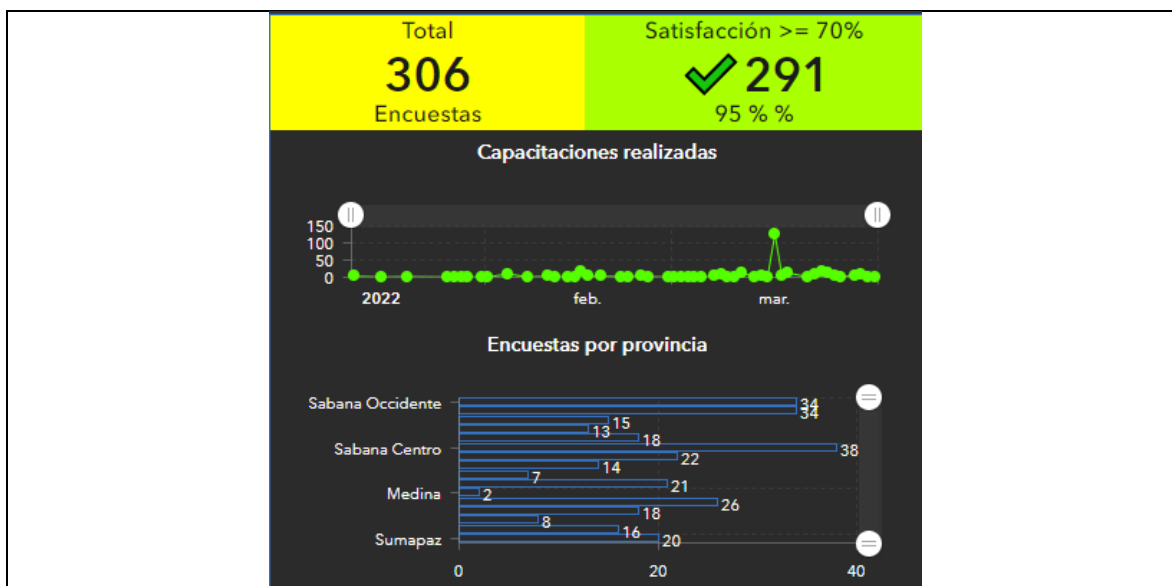 Total
306
Encuestas
Satisfacción >= 70%
291
95 % %
Capacitaciones realizadas
150
100
50
0
2022 feb. mar.
Encuestas por provincia
Sabana Occidente 34
34
15
13
18
Sabana Centro 38
22
14
7
21
Medina 2
26
18
8
16
Sumapaz 20
0 20 40